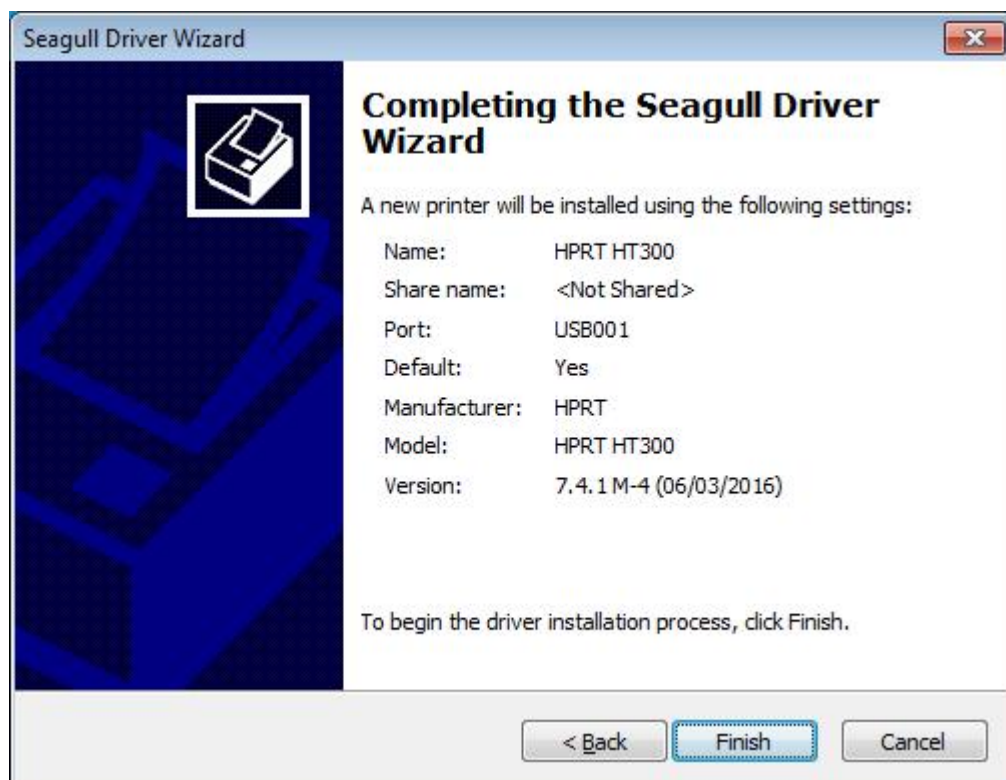 Seagull Driver Wizard
Completing the Seagull Driver
Wizard
A new printer will be installed using the following settings:
Name: HPRT HT300
Share name: <Not Shared>
Port: USB001
Default: Yes
Manufacturer: HPRT
Model: HPRT HT300
Version: 7.4.1 M-4 (06/03/2016)
To begin the driver installation process, click Finish.
< Back Finish Cancel